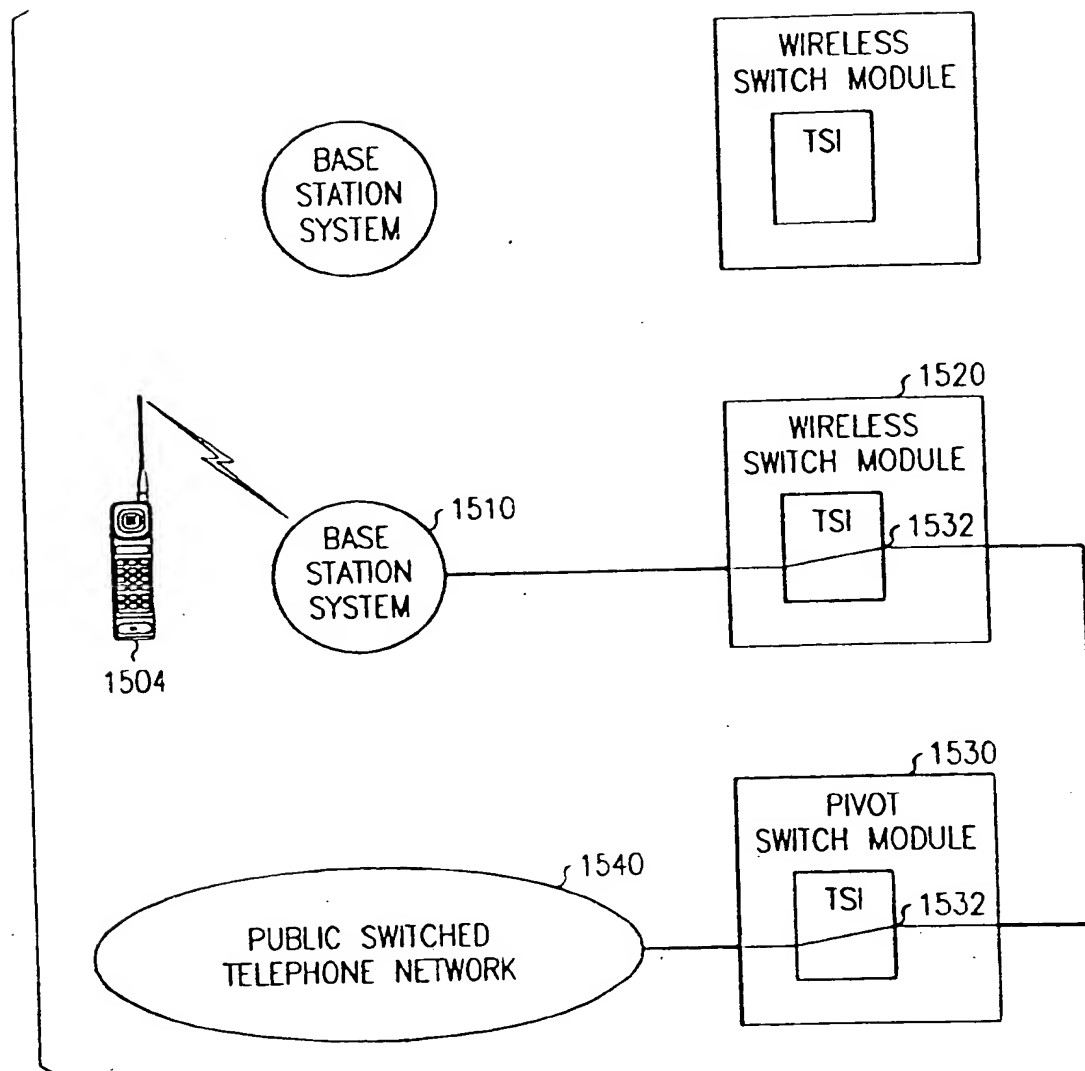 WIRELESS
SWITCH MODULE
TSI
BASE
STATION
SYSTEM
1520
WIRELESS
SWITCH MODULE
TSI
1532
1510
BASE
STATION
SYSTEM
1504
1530
PIVOT
SWITCH MODULE
TSI
1532
1540
PUBLIC SWITCHED
TELEPHONE NETWORK